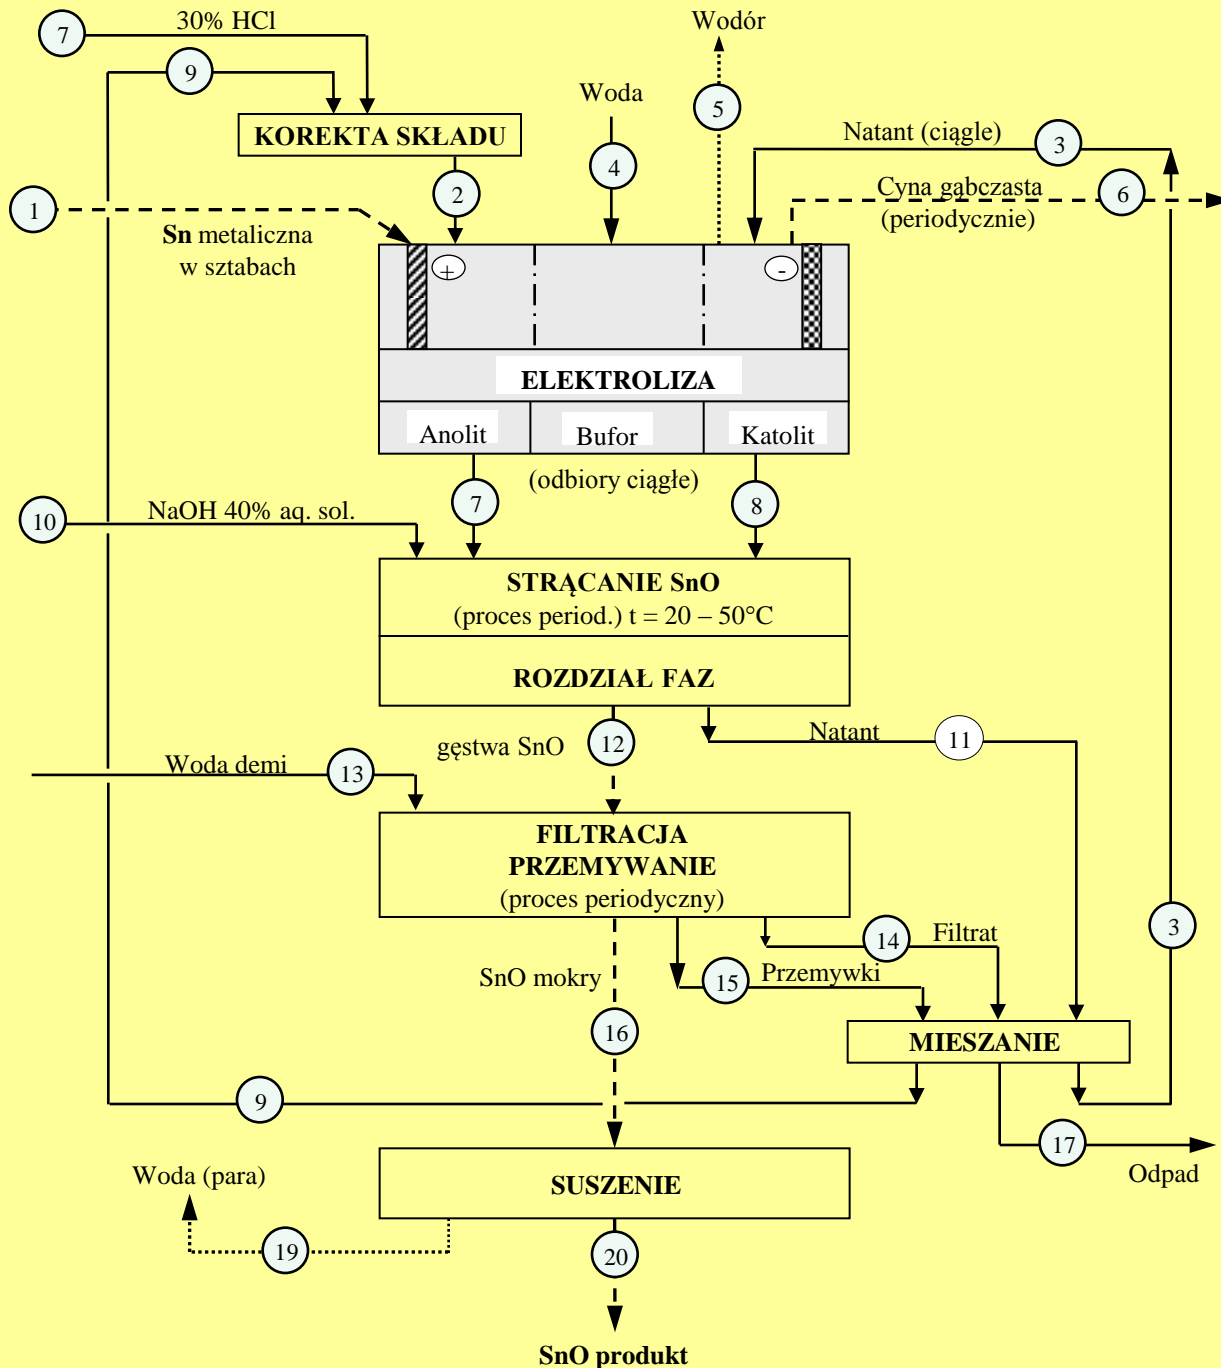 30% HCl
7
Wodór
9
Woda
5
KOREKTA SKŁADU
Natant (ciągle)
3
4
2
Cyna gąbczasta
6
(periodycznie)
1
Sn metaliczna
w sztabach
+
-
ELEKTROLIZA
Anolit
Bufor
Katolit
(odbiory ciągłe)
7
8
10
NaOH 40% aq. sol.
STRĄCANIE SnO
(proces period.) t = 20 – 50°C
ROZDZIAŁ FAZ
12
gęstwa SnO
Natant
11
Woda demi
13
FILTRACJA
PRZEMYWANIE
(proces periodyczny)
3
14
Filtrat
SnO mokry
15
Przemywki
16
MIESZANIE
9
17
Odpad
Woda (para)
SUSZENIE
19
20
SnO produkt